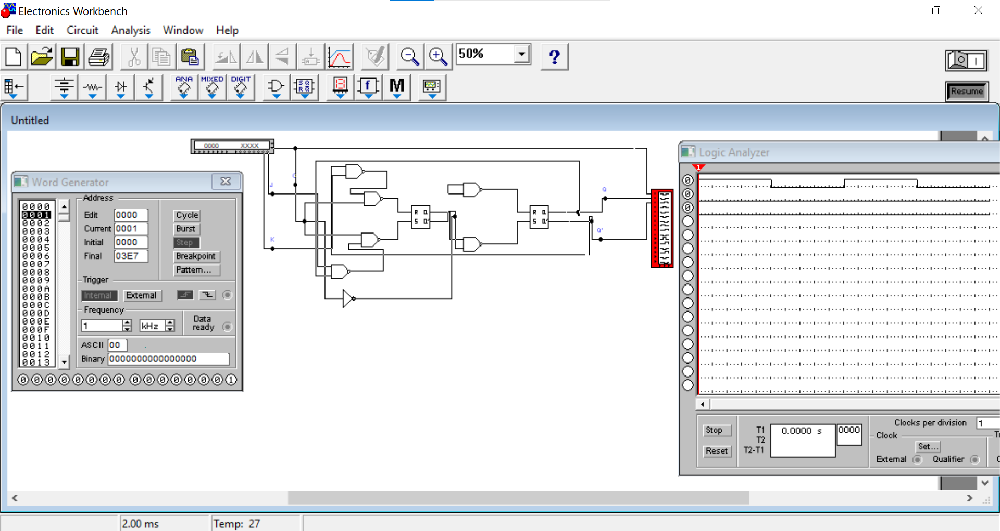 Electronics Workbench
File Edit Circuit Analysis Window Help
50%
?
ANA MIXED DIGIT
f M
Resume
Untitled
0000 XXXX
Logic Analyzer
1
Word Generator
Address
0000
0001
0002
0003
0004
0005
0006
0007
0008
0009
000A
000B
000C
000D
000E
000F
0010
0011
0012
0013
Edit 0000 Cycle
Current 0001 Burst
Initial 0000 Step
Final 03E7 Breakpoint
Pattern...
Trigger
Internal External
Frequency
1 kHz Data ready
ASCII 00
Binary 0000000000000000
0 0 0 0 0 0 0 0 0 0 0 0 0 0 0 1
J
K
R Q
S Q'
R Q
S Q'
Q
Q'
0
0
0
Stop
Reset
T1
T2
T2-T1
0.0000 s
0000
Clocks per division 1
Clock
Set...
External Qualifier
2.00 ms Temp: 27